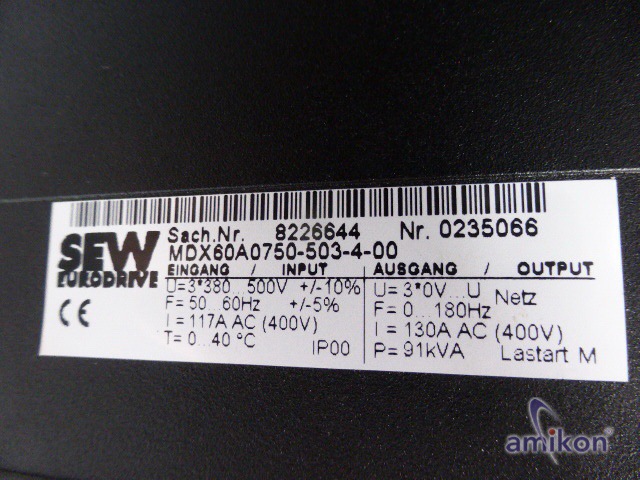 SEW
EURODRIVE
CE
Sach.Nr. 8226644 Nr. 0235066
MDX60A0750-503-4-00
EINGANG / INPUT
U=3*380...500V +/-10%
F= 50...60Hz +/-5%
I = 117A AC (400V)
T= 0...40 °C IP00
AUSGANG / OUTPUT
U= 3*0V...U Netz
F= 0...180Hz
I = 130A AC (400V)
P= 91kVA Lastart M
amikon